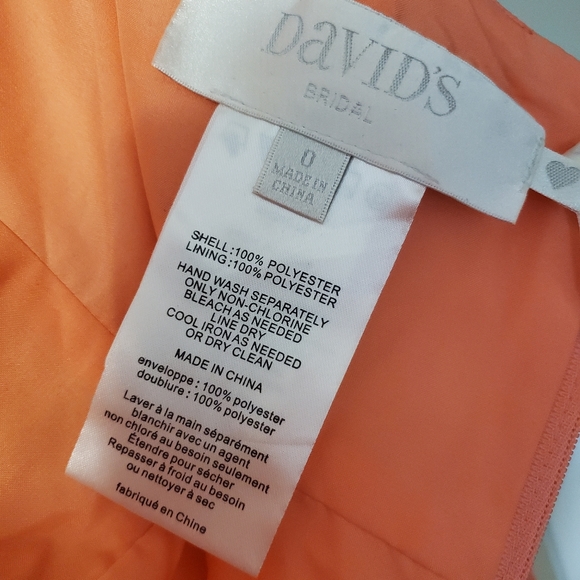 DAVID'S
BRIDAL
0
MADE IN
CHINA
SHELL:100% POLYESTER
LINING:100% POLYESTER
HAND WASH SEPARATELY
ONLY NON-CHLORINE
BLEACH AS NEEDED
LINE DRY
COOL IRON AS NEEDED
OR DRY CLEAN
MADE IN CHINA
enveloppe : 100% polyester
doubture : 100% polyester
Laver à la main séparément
blanchir avec un agent
non chloré au besoin seulement
Étendre pour sécher
Repasser à froid au besoin
ou nettoyer à sec
fabriqué en Chine